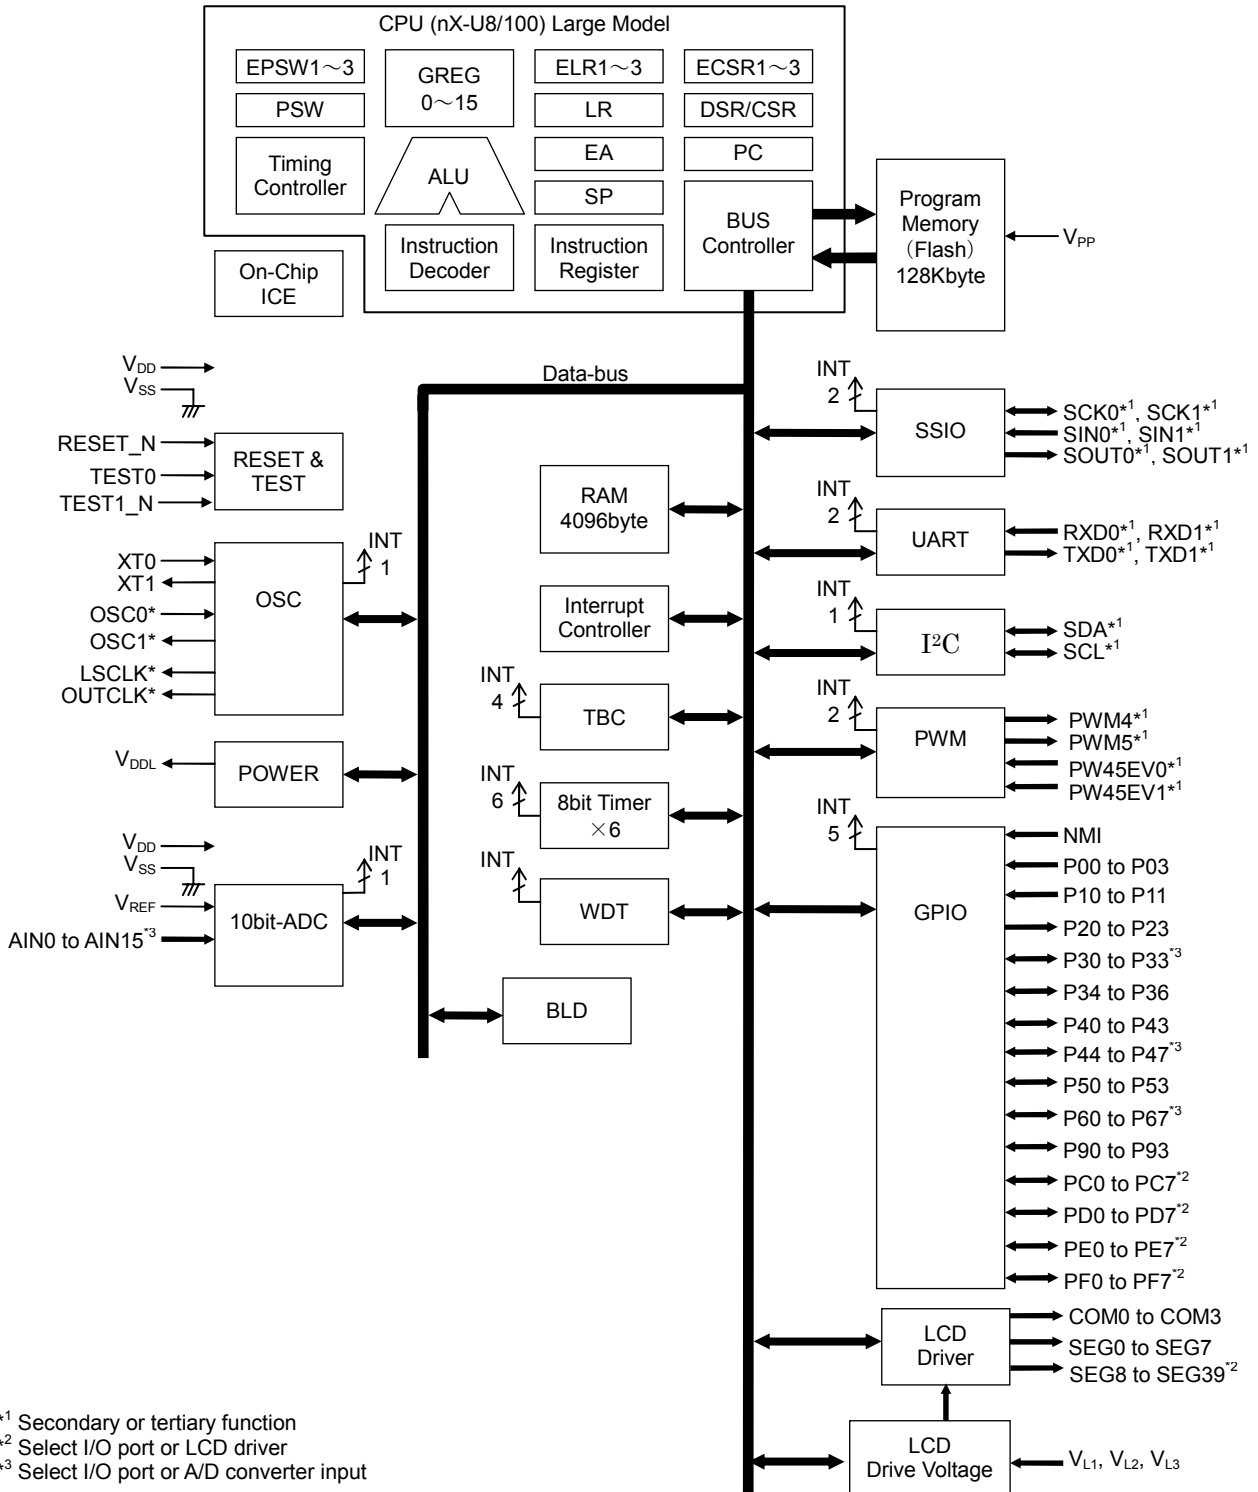 CPU (nX-U8/100) Large Model
EPSW1～3
GREG
0～15
ELR1～3
ECSR1～3
PSW
LR
DSR/CSR
Timing
Controller
ALU
EA
PC
SP
BUS
Controller
Instruction
Decoder
Instruction
Register
On-Chip
ICE
Program
Memory
(Flash)
128Kbyte
VPP
VDD
VSS
Data-bus
RESET_N
TEST0
TEST1_N
RESET &
TEST
XT0
XT1
OSC0*
OSC1*
LSCLK*
OUTCLK*
OSC
INT
1
VDDL
POWER
VDD
VSS
VREF
AIN0 to AIN15*3
10bit-ADC
INT
1
RAM
4096byte
Interrupt
Controller
INT
4
TBC
INT
6
8bit Timer
×6
INT
WDT
BLD
INT
2
SSIO
SCK0*1, SCK1*1
SIN0*1, SIN1*1
SOUT0*1, SOUT1*1
INT
2
UART
RXD0*1, RXD1*1
TXD0*1, TXD1*1
INT
1
I²C
SDA*1
SCL*1
INT
2
PWM
PWM4*1
PWM5*1
PW45EV0*1
PW45EV1*1
INT
5
GPIO
NMI
P00 to P03
P10 to P11
P20 to P23
P30 to P33*3
P34 to P36
P40 to P43
P44 to P47*3
P50 to P53
P60 to P67*3
P90 to P93
PC0 to PC7*2
PD0 to PD7*2
PE0 to PE7*2
PF0 to PF7*2
LCD
Driver
COM0 to COM3
SEG0 to SEG7
SEG8 to SEG39*2
LCD
Drive Voltage
VL1, VL2, VL3
*1 Secondary or tertiary function
*2 Select I/O port or LCD driver
*3 Select I/O port or A/D converter input